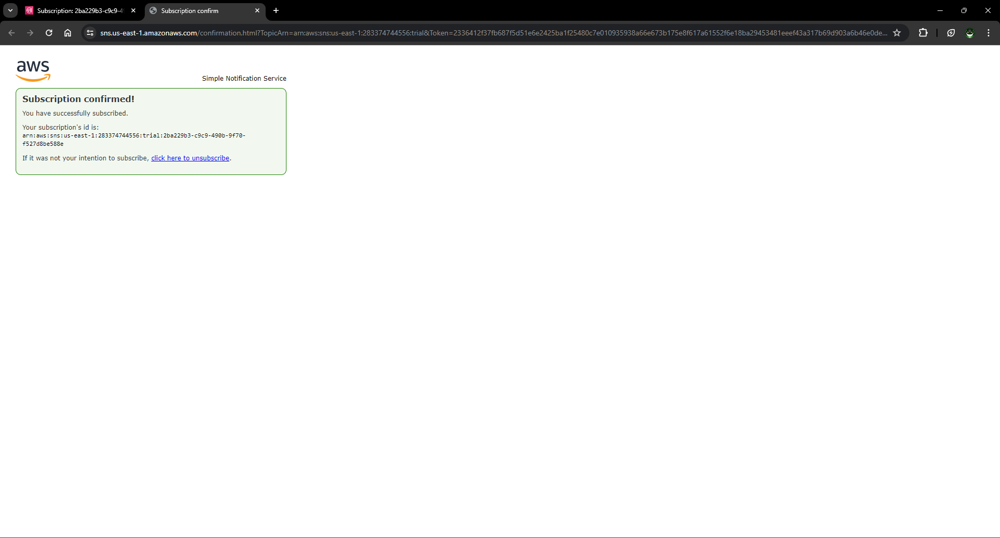 Subscription: 2ba229b3-c9c9-49
Subscription confirm
sns.us-east-1.amazonaws.com/confirmation.html?TopicArn=arn:aws:sns:us-east-1:283374744556:trial&Token=2336412f37fb687f5d51e6e2425ba1f25480c7e010935938a66e673b175e8f617a61552f6e18ba29453481eeef43a317b69d903a6b46e0de...
aws
Simple Notification Service
Subscription confirmed!
You have successfully subscribed.
Your subscription's id is:
arn:aws:sns:us-east-1:283374744556:trial:2ba229b3-c9c9-490b-9f70-
f527d8be588e
If it was not your intention to subscribe, click here to unsubscribe.